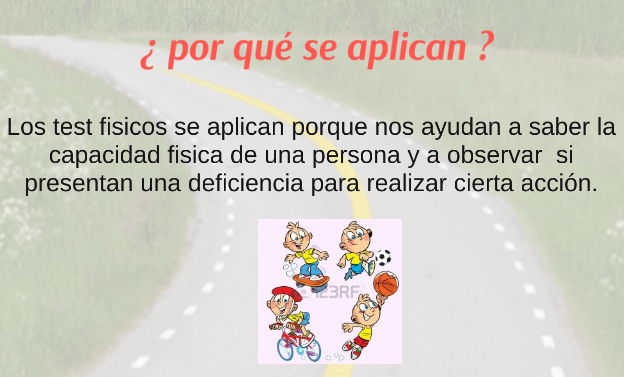 ¿ por qué se aplican ?
Los test fisicos se aplican porque nos ayudan a saber la
capacidad fisica de una persona y a observar  si
presentan una deficiencia para realizar cierta acción.
123RF